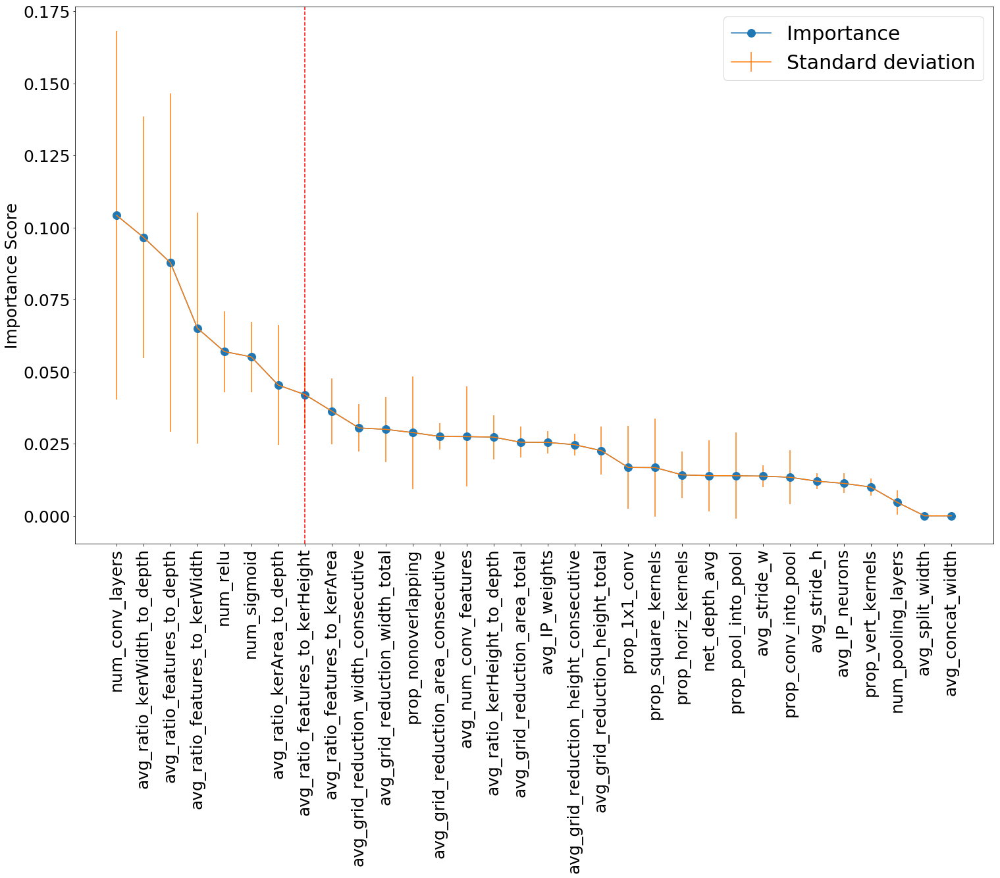 0.175
0.150
0.125
0.100
0.075
0.050
0.025
0.000
Importance Score
Importance
Standard deviation
num_conv_layers
avg_ratio_kerWidth_to_depth
avg_ratio_features_to_depth
avg_ratio_features_to_kerWidth
num_relu
num_sigmoid
avg_ratio_kerArea_to_depth
avg_ratio_features_to_kerHeight
avg_ratio_features_to_kerArea
avg_grid_reduction_width_consecutive
avg_grid_reduction_width_total
prop_nonoverlapping
avg_grid_reduction_area_consecutive
avg_num_conv_features
avg_ratio_kerHeight_to_depth
avg_grid_reduction_area_total
avg_IP_weights
avg_grid_reduction_height_consecutive
avg_grid_reduction_height_total
prop_1x1_conv
prop_square_kernels
prop_horiz_kernels
net_depth_avg
prop_pool_into_pool
avg_stride_w
prop_conv_into_pool
avg_stride_h
avg_IP_neurons
prop_vert_kernels
num_pooling_layers
avg_split_width
avg_concat_width